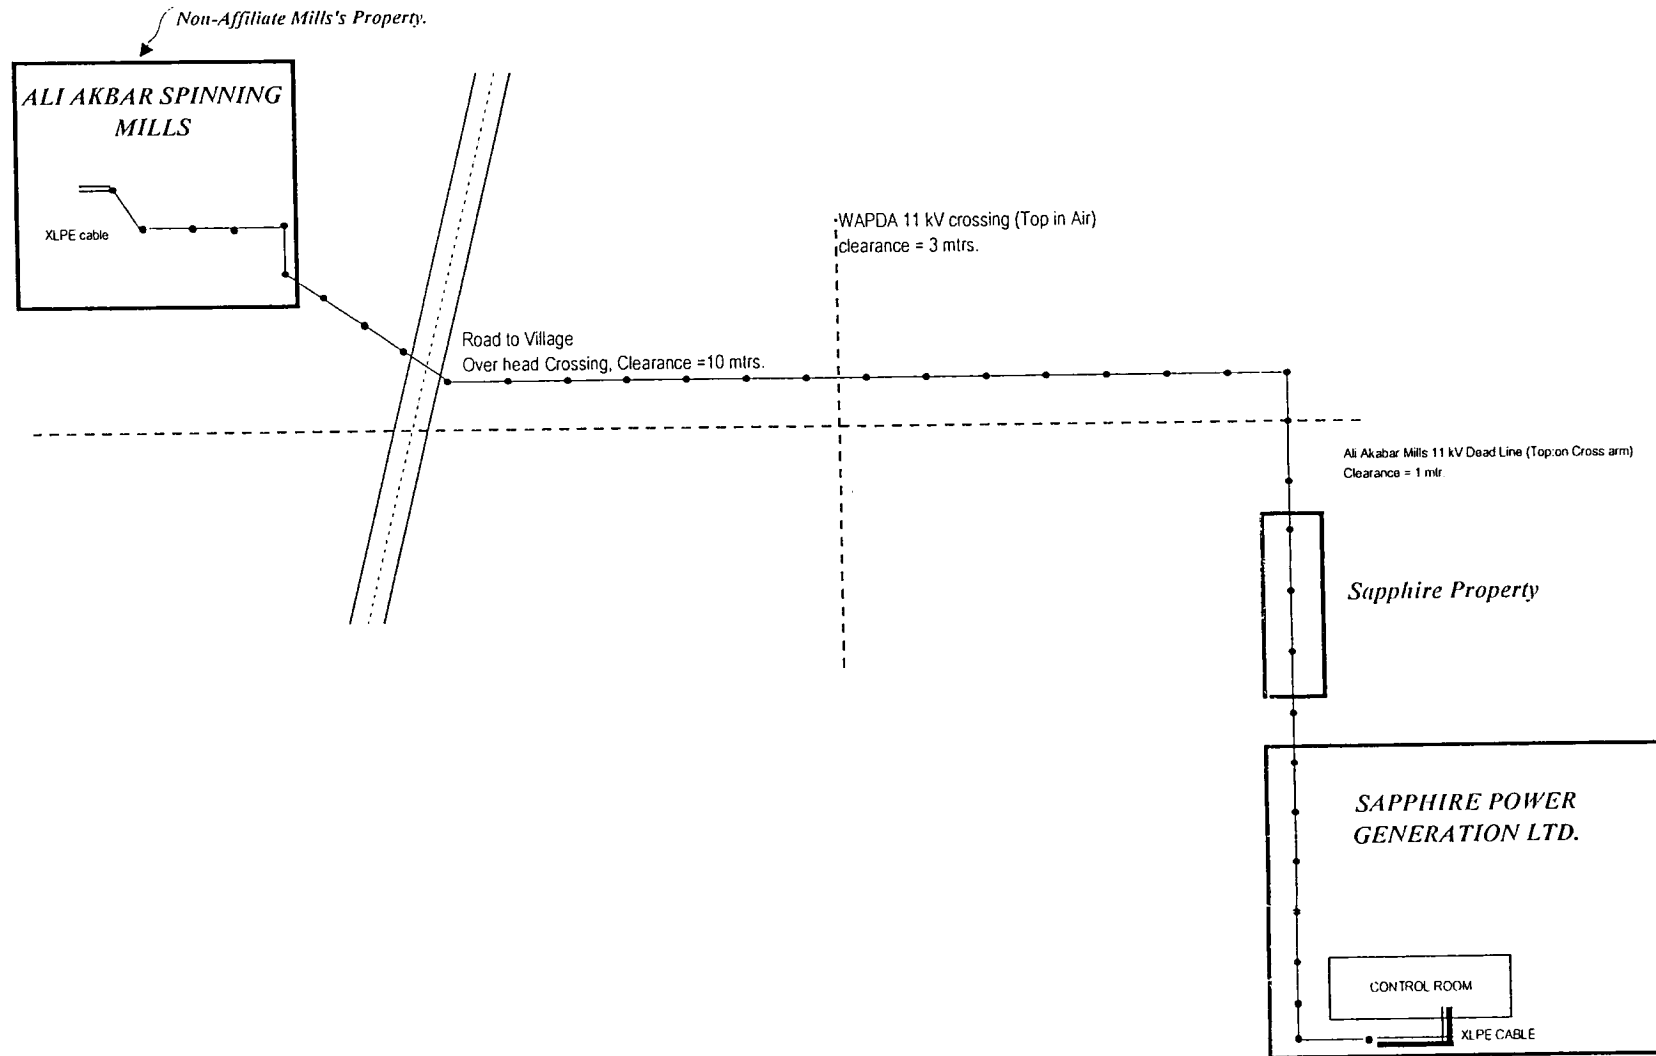 Non-Affiliate Mills's Property.
ALI AKBAR SPINNING
MILLS
XLPE cable
WAPDA 11 kV crossing (Top in Air)
clearance = 3 mtrs.
Road to Village
Over head Crossing, Clearance =10 mtrs.
Ali Akabar Mills 11 kV Dead Line (Top:on Cross arm)
Clearance = 1 mtr.
Sapphire Property
SAPPHIRE POWER
GENERATION LTD.
CONTROL ROOM
XLPE CABLE